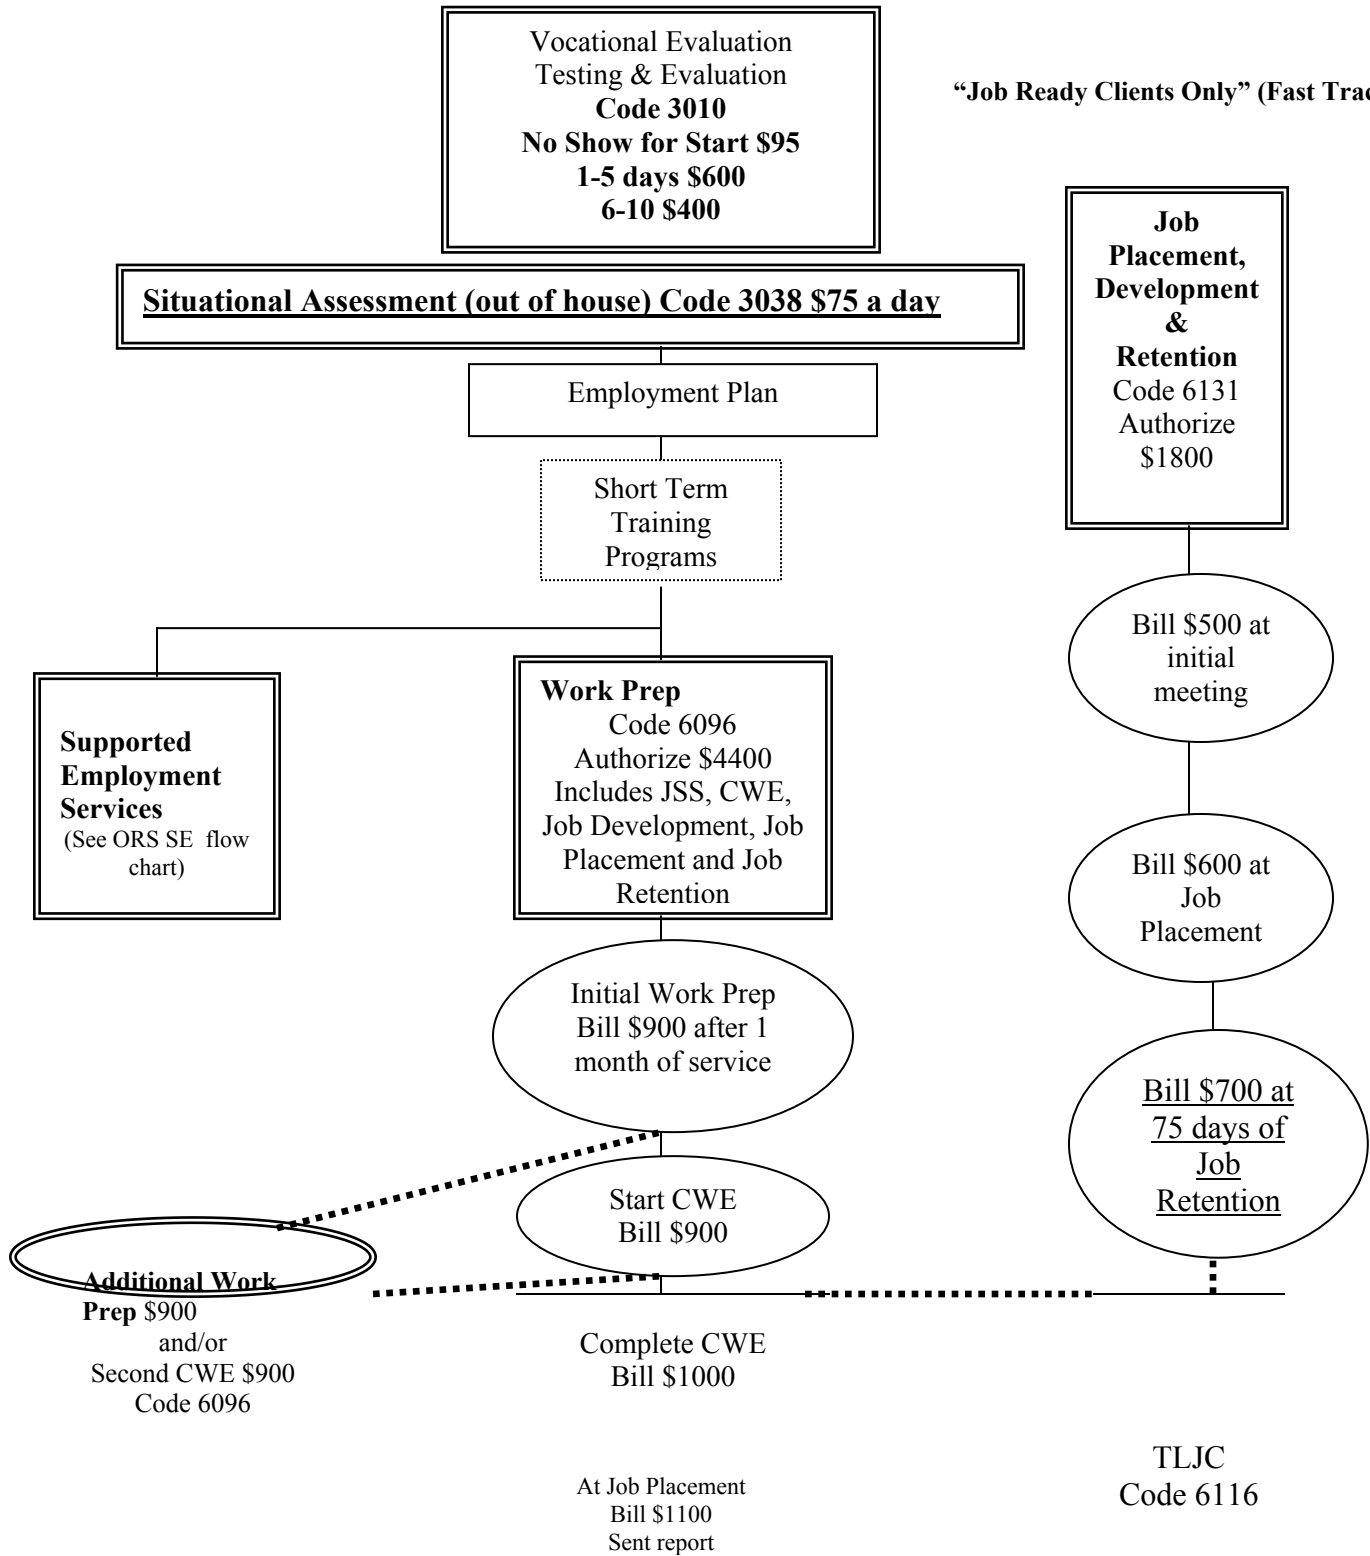 Vocational Evaluation
Testing & Evaluation
Code 3010
No Show for Start $95
1-5 days $600
6-10 $400
“Job Ready Clients Only” (Fast Trac
Situational Assessment (out of house) Code 3038 $75 a day
Employment Plan
Short Term
Training
Programs
Job
Placement,
Development
&
Retention
Code 6131
Authorize
$1800
Supported
Employment
Services
(See ORS SE flow
chart)
Work Prep
Code 6096
Authorize $4400
Includes JSS, CWE,
Job Development, Job
Placement and Job
Retention
Bill $500 at
initial
meeting
Bill $600 at
Job
Placement
Initial Work Prep
Bill $900 after 1
month of service
Bill $700 at
75 days of
Job
Retention
Start CWE
Bill $900
Additional Work
Prep $900
and/or
Second CWE $900
Code 6096
Complete CWE
Bill $1000
At Job Placement
Bill $1100
Sent report
TLJC
Code 6116